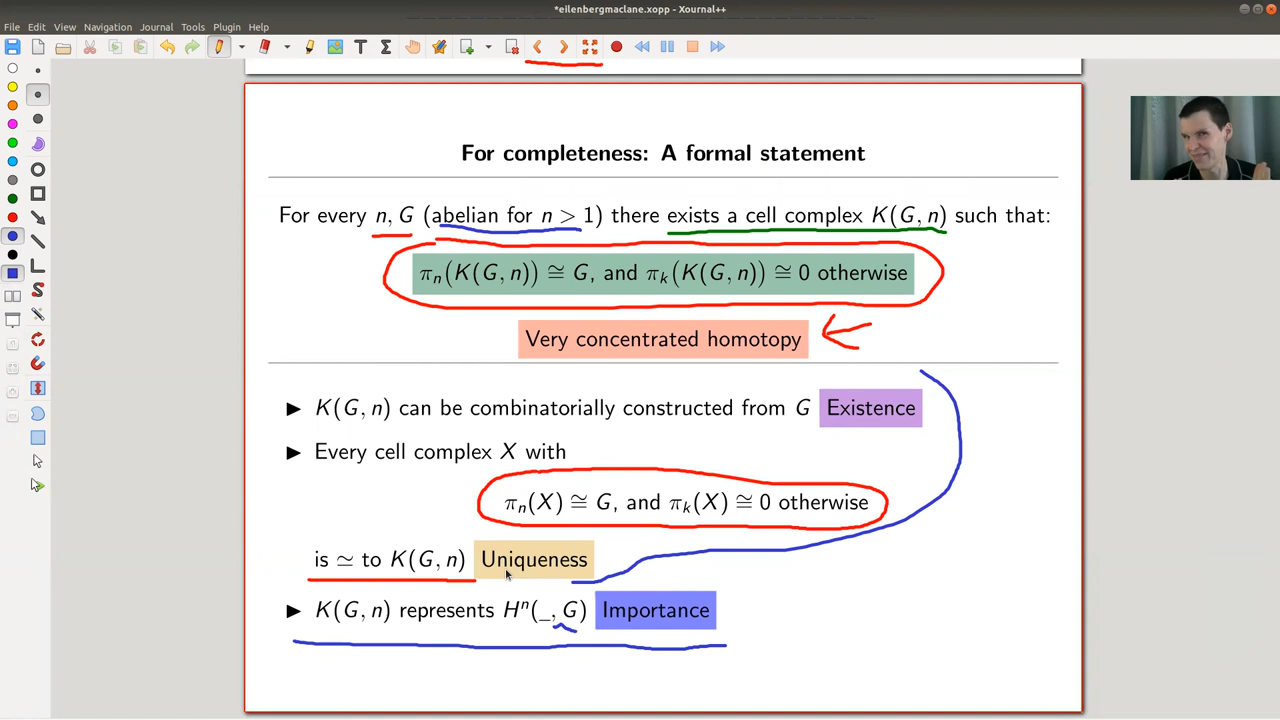 *eilenbergmaclane.xopp - Xournal++
File Edit View Navigation Journal Tools Plugin Help
For completeness: A formal statement
For every n, G (abelian for n > 1) there exists a cell complex K(G, n) such that:
πₙ(K(G, n)) ≅ G, and πₖ(K(G, n)) ≅ 0 otherwise
Very concentrated homotopy
► K(G, n) can be combinatorially constructed from G Existence
► Every cell complex X with
πₙ(X) ≅ G, and πₖ(X) ≅ 0 otherwise
is ≃ to K(G, n) Uniqueness
► K(G, n) represents Hⁿ(_, G) Importance